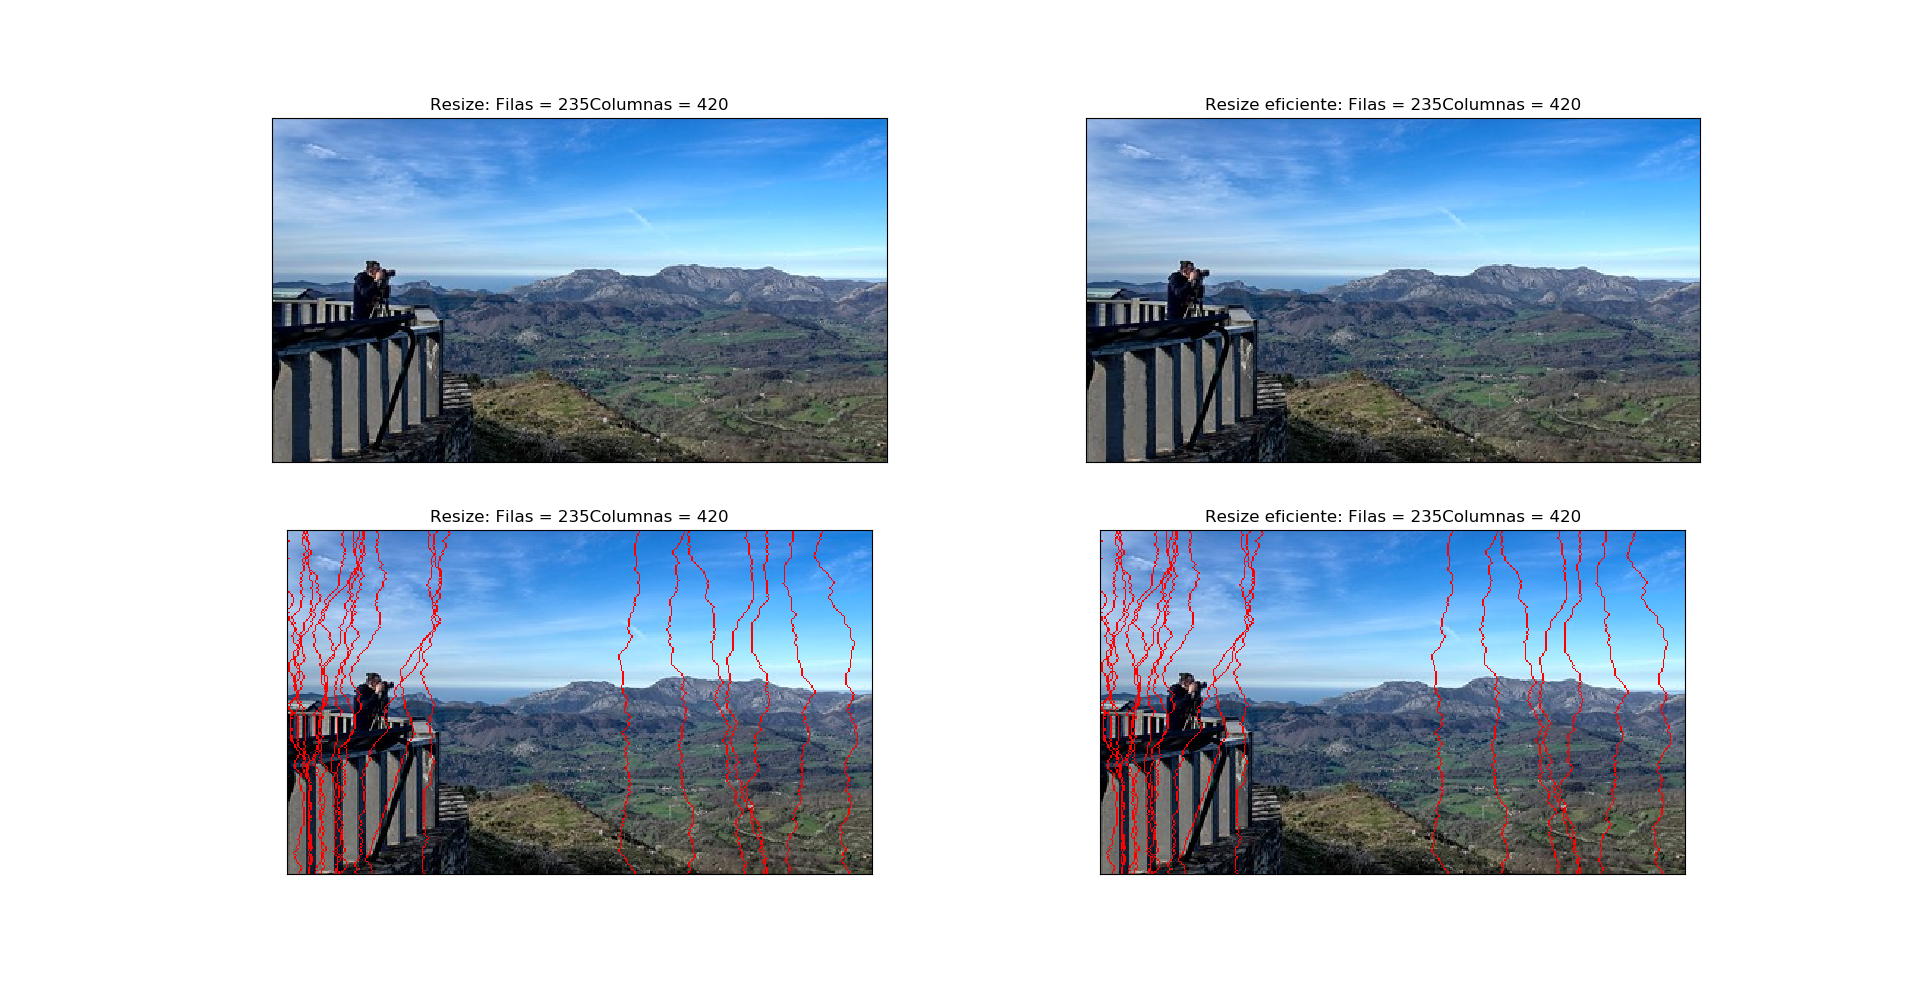 Resize: Filas = 235Columnas = 420
Resize eficiente: Filas = 235Columnas = 420
Resize: Filas = 235Columnas = 420
Resize eficiente: Filas = 235Columnas = 420